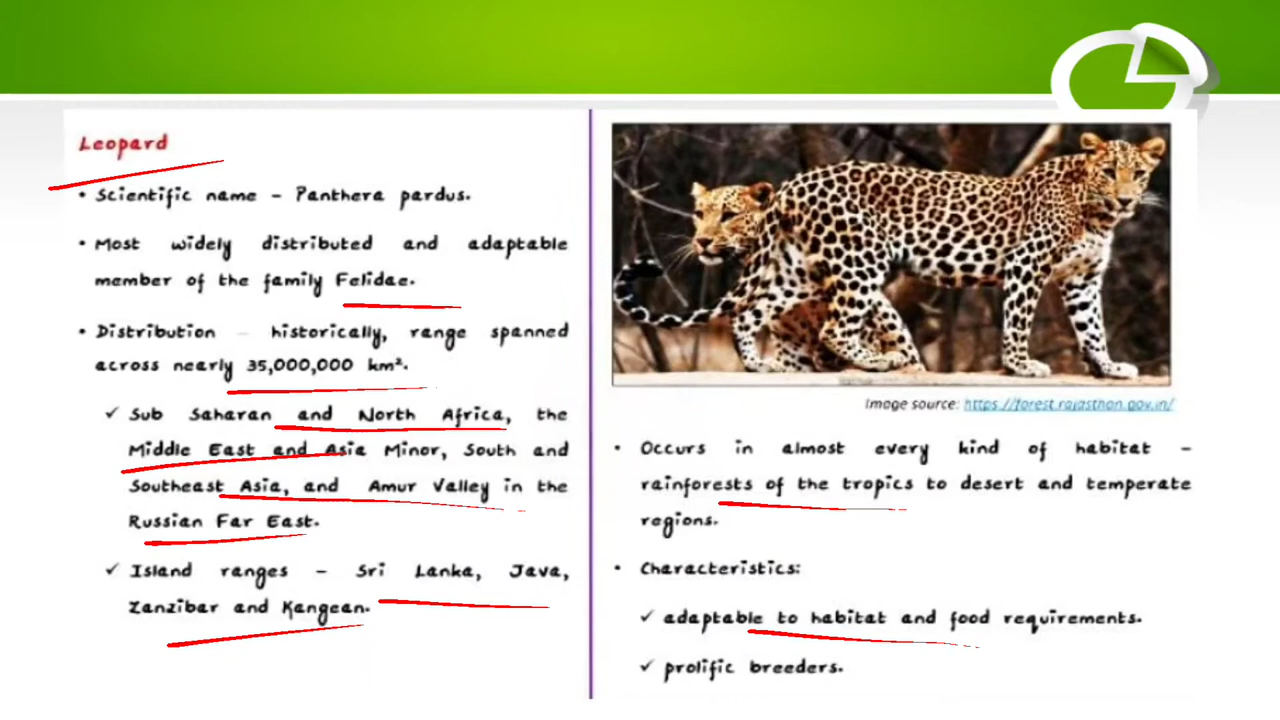 Leopard
• Scientific name - Panthera pardus.
• Most widely distributed and adaptable
member of the family Felidae.
• Distribution - historically, range spanned
across nearly 35,000,000 km².
✓ Sub Saharan and North Africa, the
Middle East and Asia Minor, South and
Southeast Asia, and Amur Valley in the
Russian Far East.
✓ Island ranges - Sri Lanka, Java,
Zanzibar and Kangean.
Image source: https://forest.rajasthan.gov.in/
• Occurs in almost every kind of habitat -
rainforests of the tropics to desert and temperate
regions.
• Characteristics:
✓ adaptable to habitat and food requirements.
✓ prolific breeders.